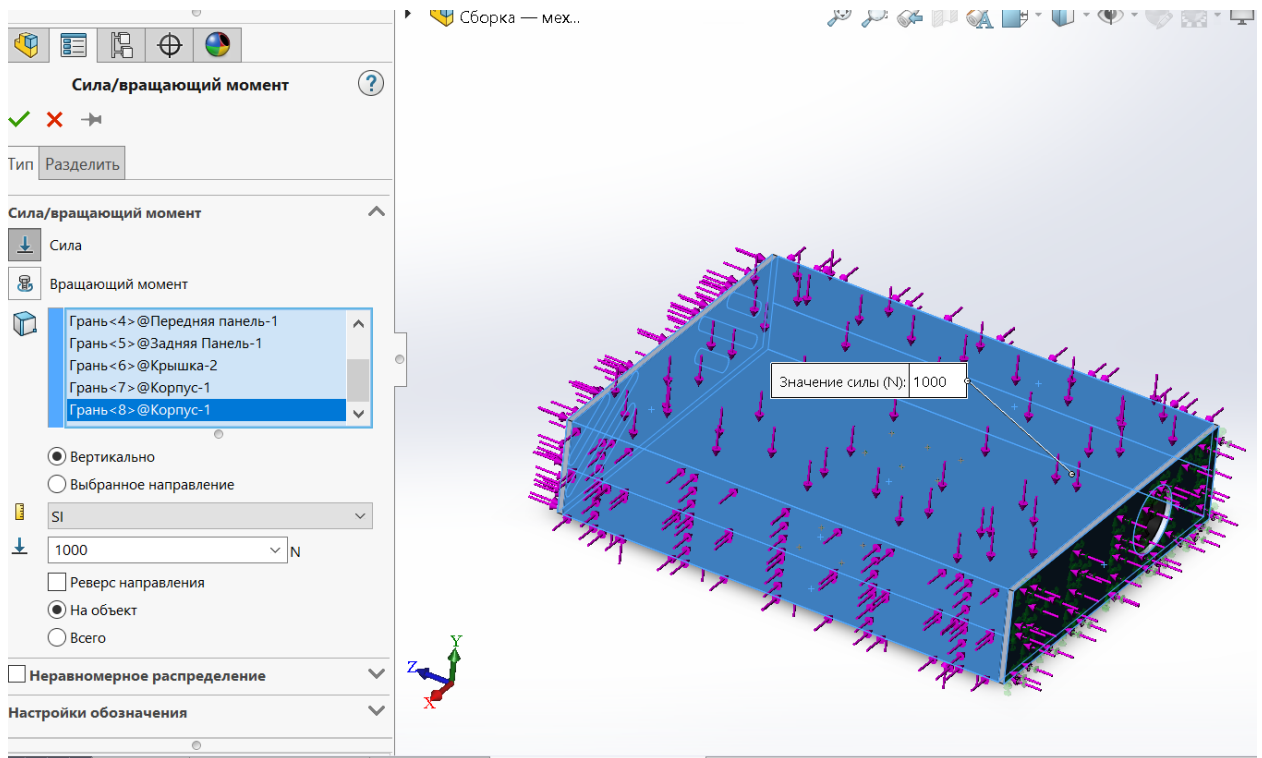 Сборка — мех...
Сила/вращающий момент
?
Тип Разделить
Сила/вращающий момент
Сила
Вращающий момент
Грань<4>@Передняя панель-1
Грань<5>@Задняя Панель-1
Грань<6>@Крышка-2
Грань<7>@Корпус-1
Грань<8>@Корпус-1
Вертикально
Выбранное направление
SI
1000 N
Реверс направления
На объект
Всего
Неравномерное распределение
Настройки обозначения
Значение силы (N): 1000
Y
Z
X